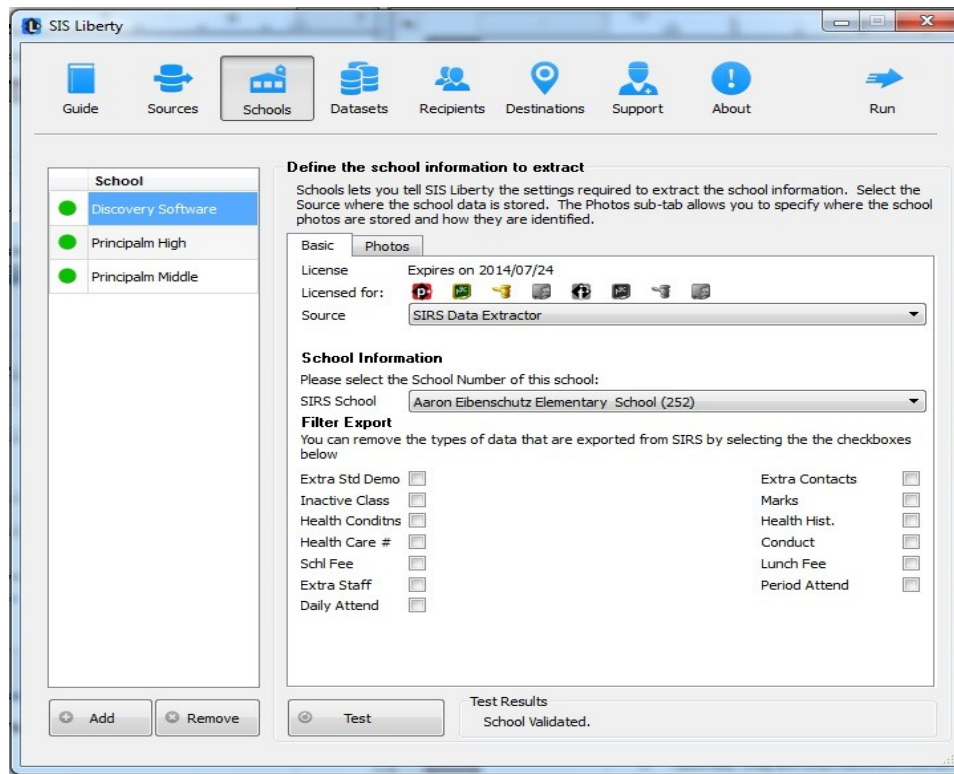 SIS Liberty
Guide Sources Schools Datasets Recipients Destinations Support About Run
School
Discovery Software
Principalm High
Principalm Middle
Add Remove
Define the school information to extract
Schools lets you tell SIS Liberty the settings required to extract the school information. Select the
Source where the school data is stored. The Photos sub-tab allows you to specify where the school
photos are stored and how they are identified.
Basic Photos
License Expires on 2014/07/24
Licensed for:
Source SIRS Data Extractor
School Information
Please select the School Number of this school:
SIRS School Aaron Eibenschutz Elementary School (252)
Filter Export
You can remove the types of data that are exported from SIRS by selecting the the checkboxes
below
Extra Std Demo Extra Contacts
Inactive Class Marks
Health Conditns Health Hist.
Health Care # Conduct
Schl Fee Lunch Fee
Extra Staff Period Attend
Daily Attend
Test
Test Results
School Validated.